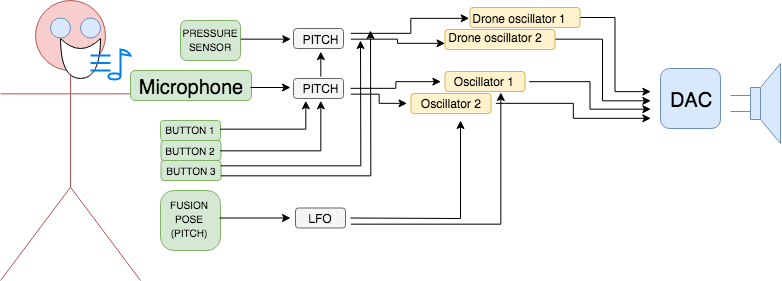 PRESSURE
SENSOR
PITCH
Drone oscillator 1
Drone oscillator 2
Microphone
PITCH
Oscillator 1
Oscillator 2
DAC
BUTTON 1
BUTTON 2
BUTTON 3
FUSION
POSE
(PITCH)
LFO